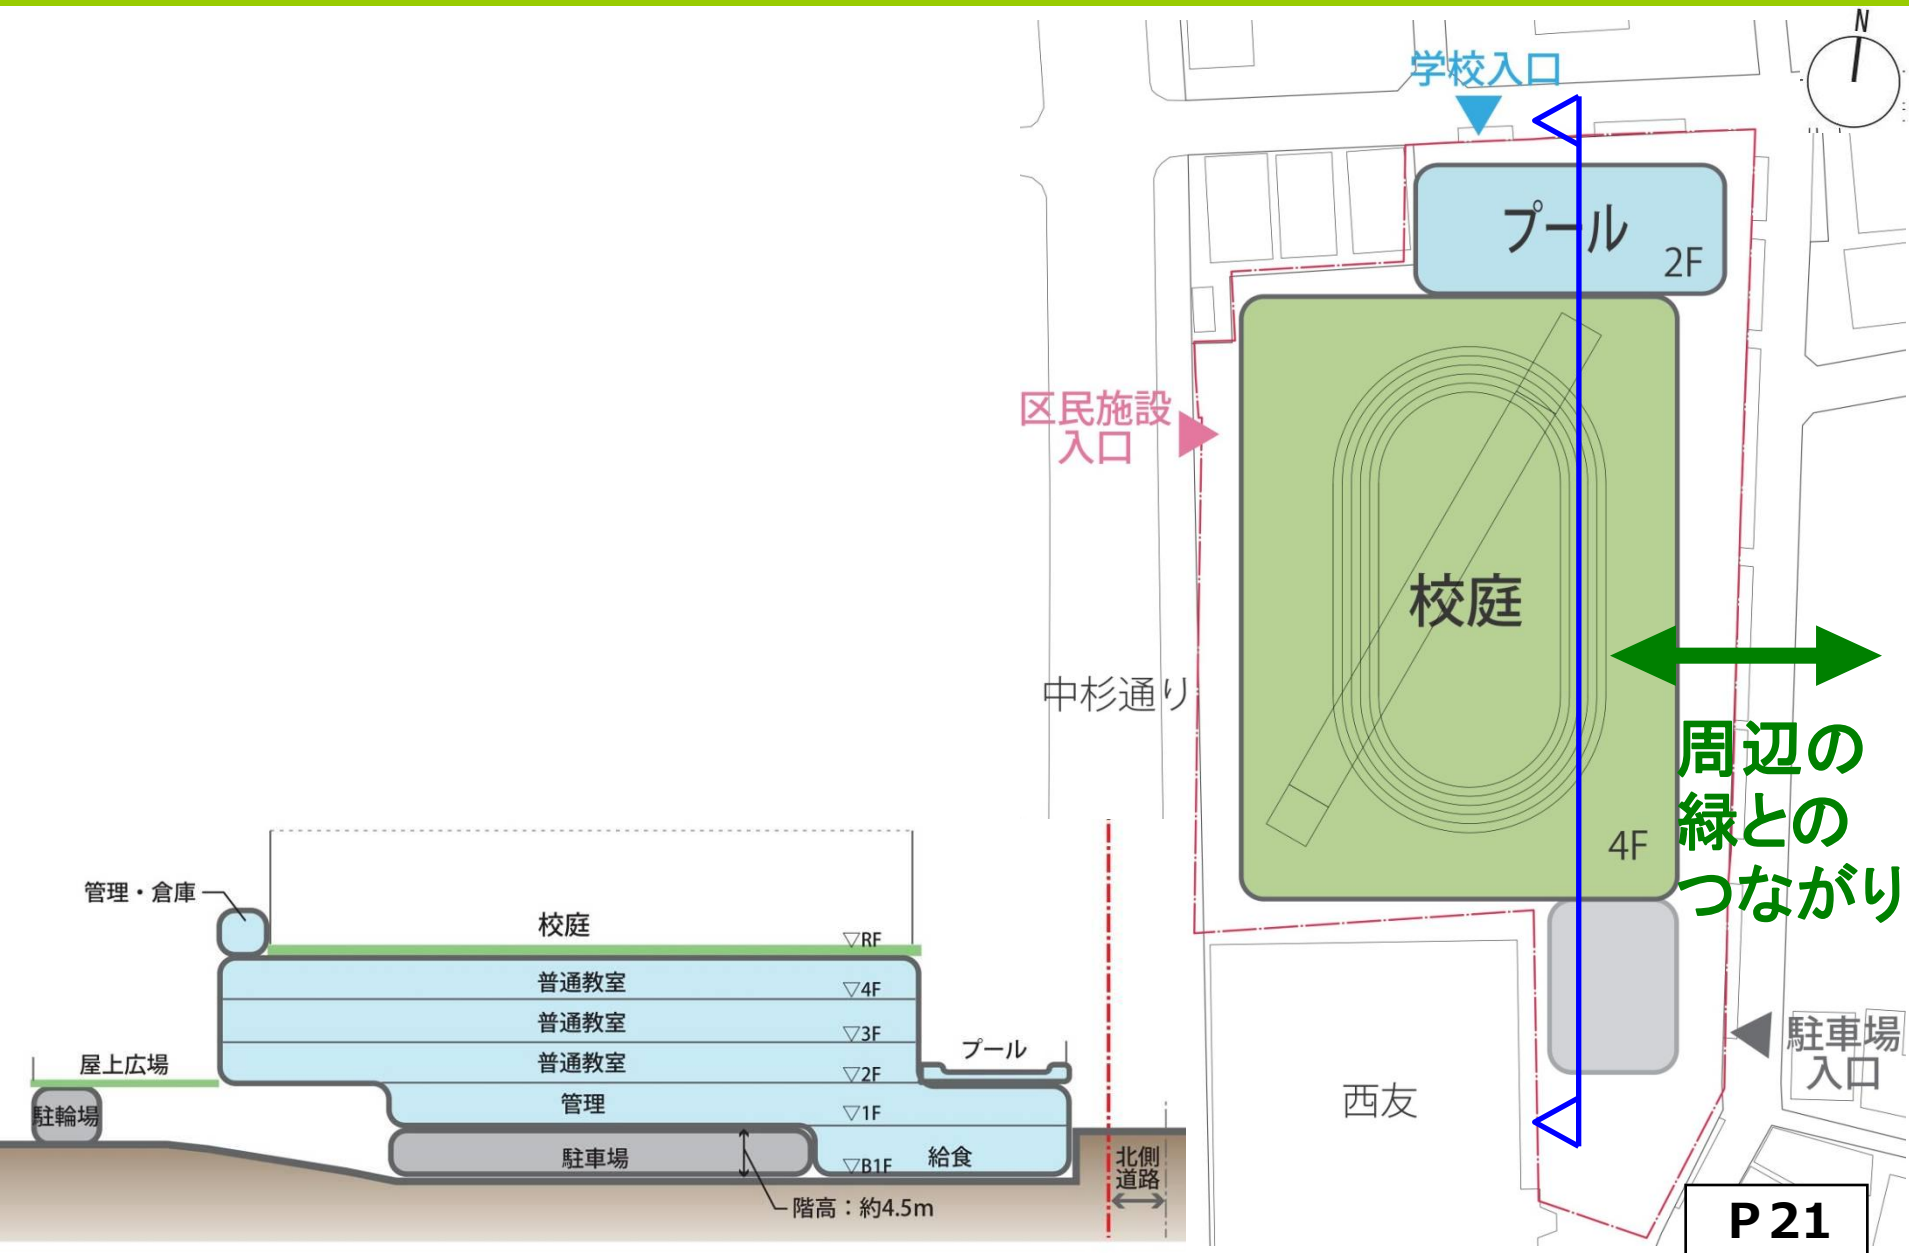 N
学校入口
プール
2F
区民施設
入口
校庭
中杉通り
周辺の
緑との
つながり
4F
駐車場
入口
西友
管理・倉庫
校庭
▽RF
普通教室
▽4F
普通教室
▽3F
普通教室
▽2F
プール
屋上広場
管理
▽1F
駐輪場
駐車場
▽B1F
給食
北側
道路
階高：約4.5m
P21